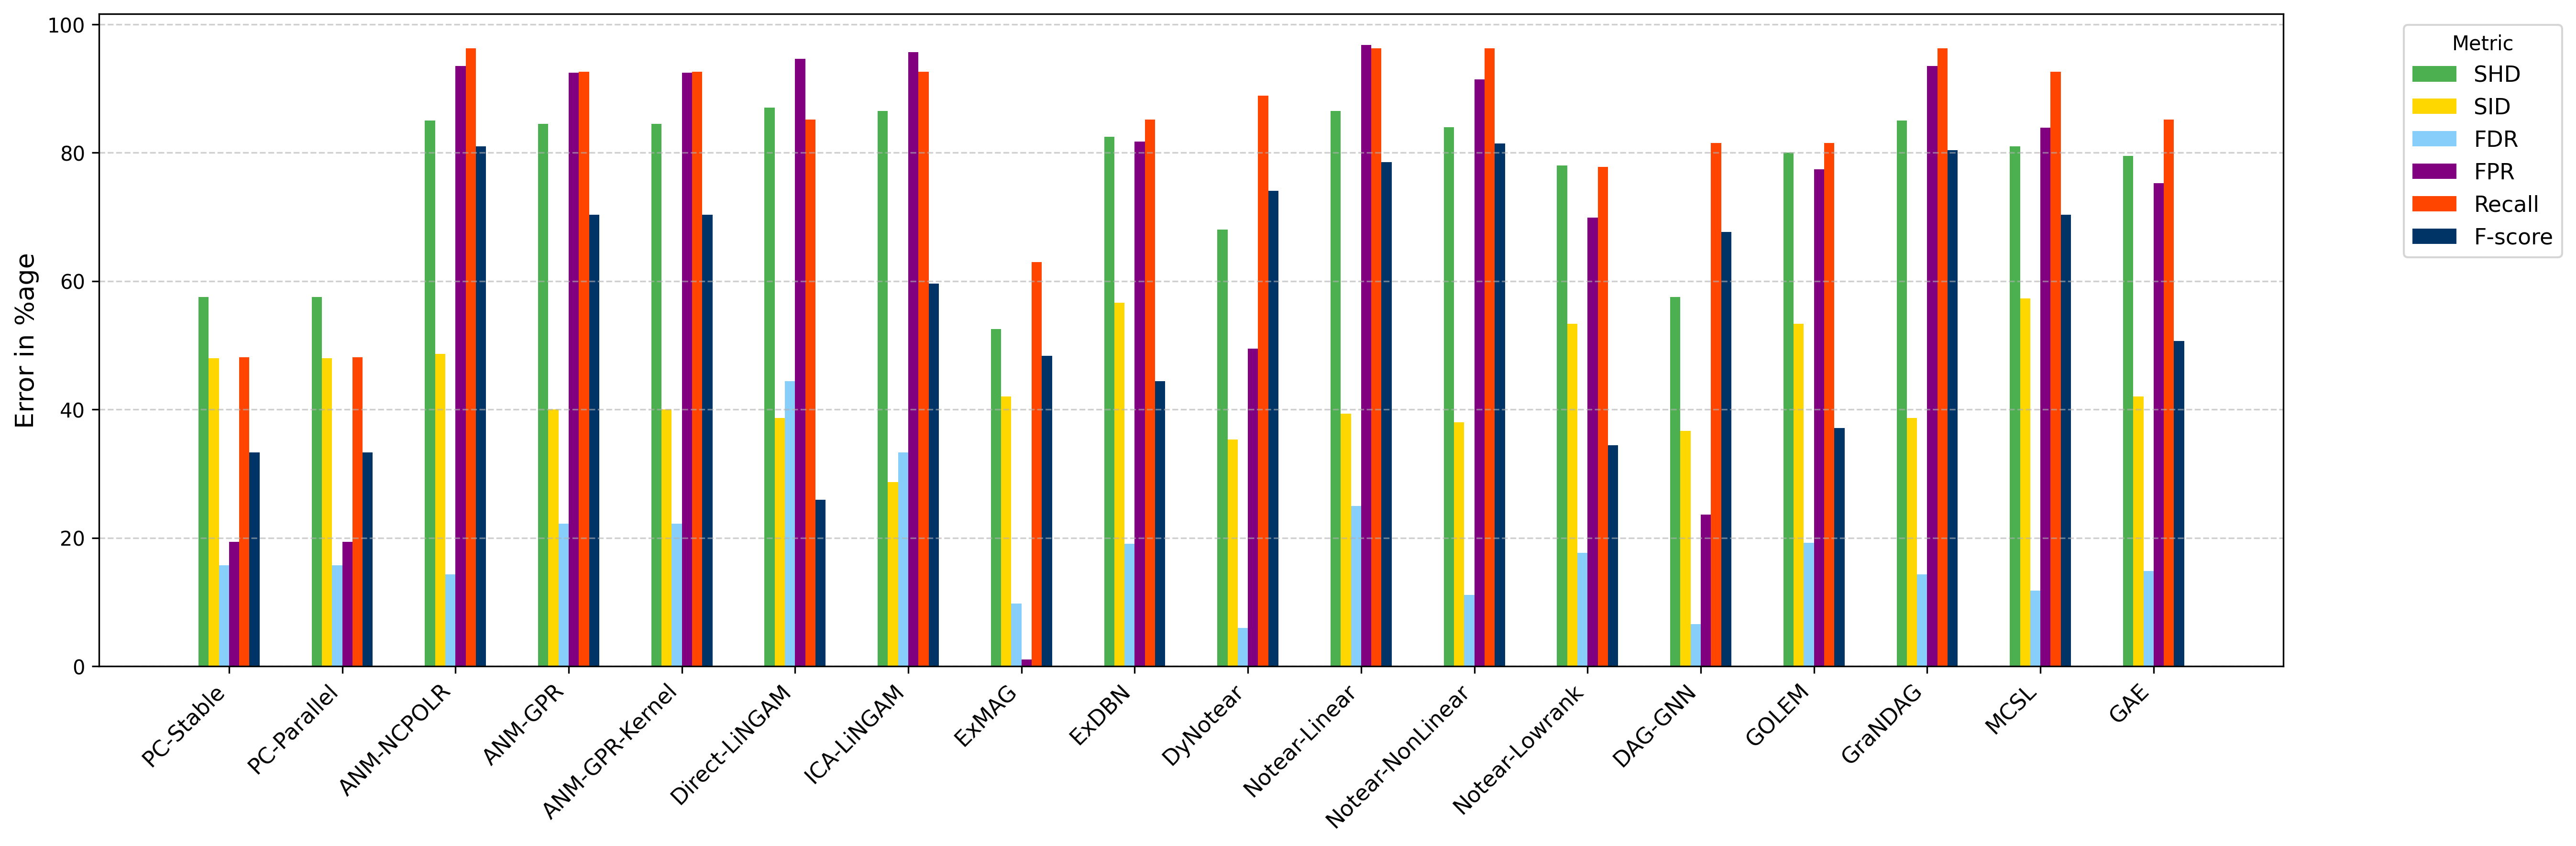 Error in %age
100
80
60
40
20
0
PC-Stable
PC-Parallel
ANM-NCPOLR
ANM-GPR
ANM-GPR-Kernel
Direct-LiNGAM
ICA-LiNGAM
ExMAG
ExDBN
DyNotear
Notear-Linear
Notear-NonLinear
Notear-Lowrank
DAG-GNN
GOLEM
GraNDAG
MCSL
GAE
Metric
SHD
SID
FDR
FPR
Recall
F-score